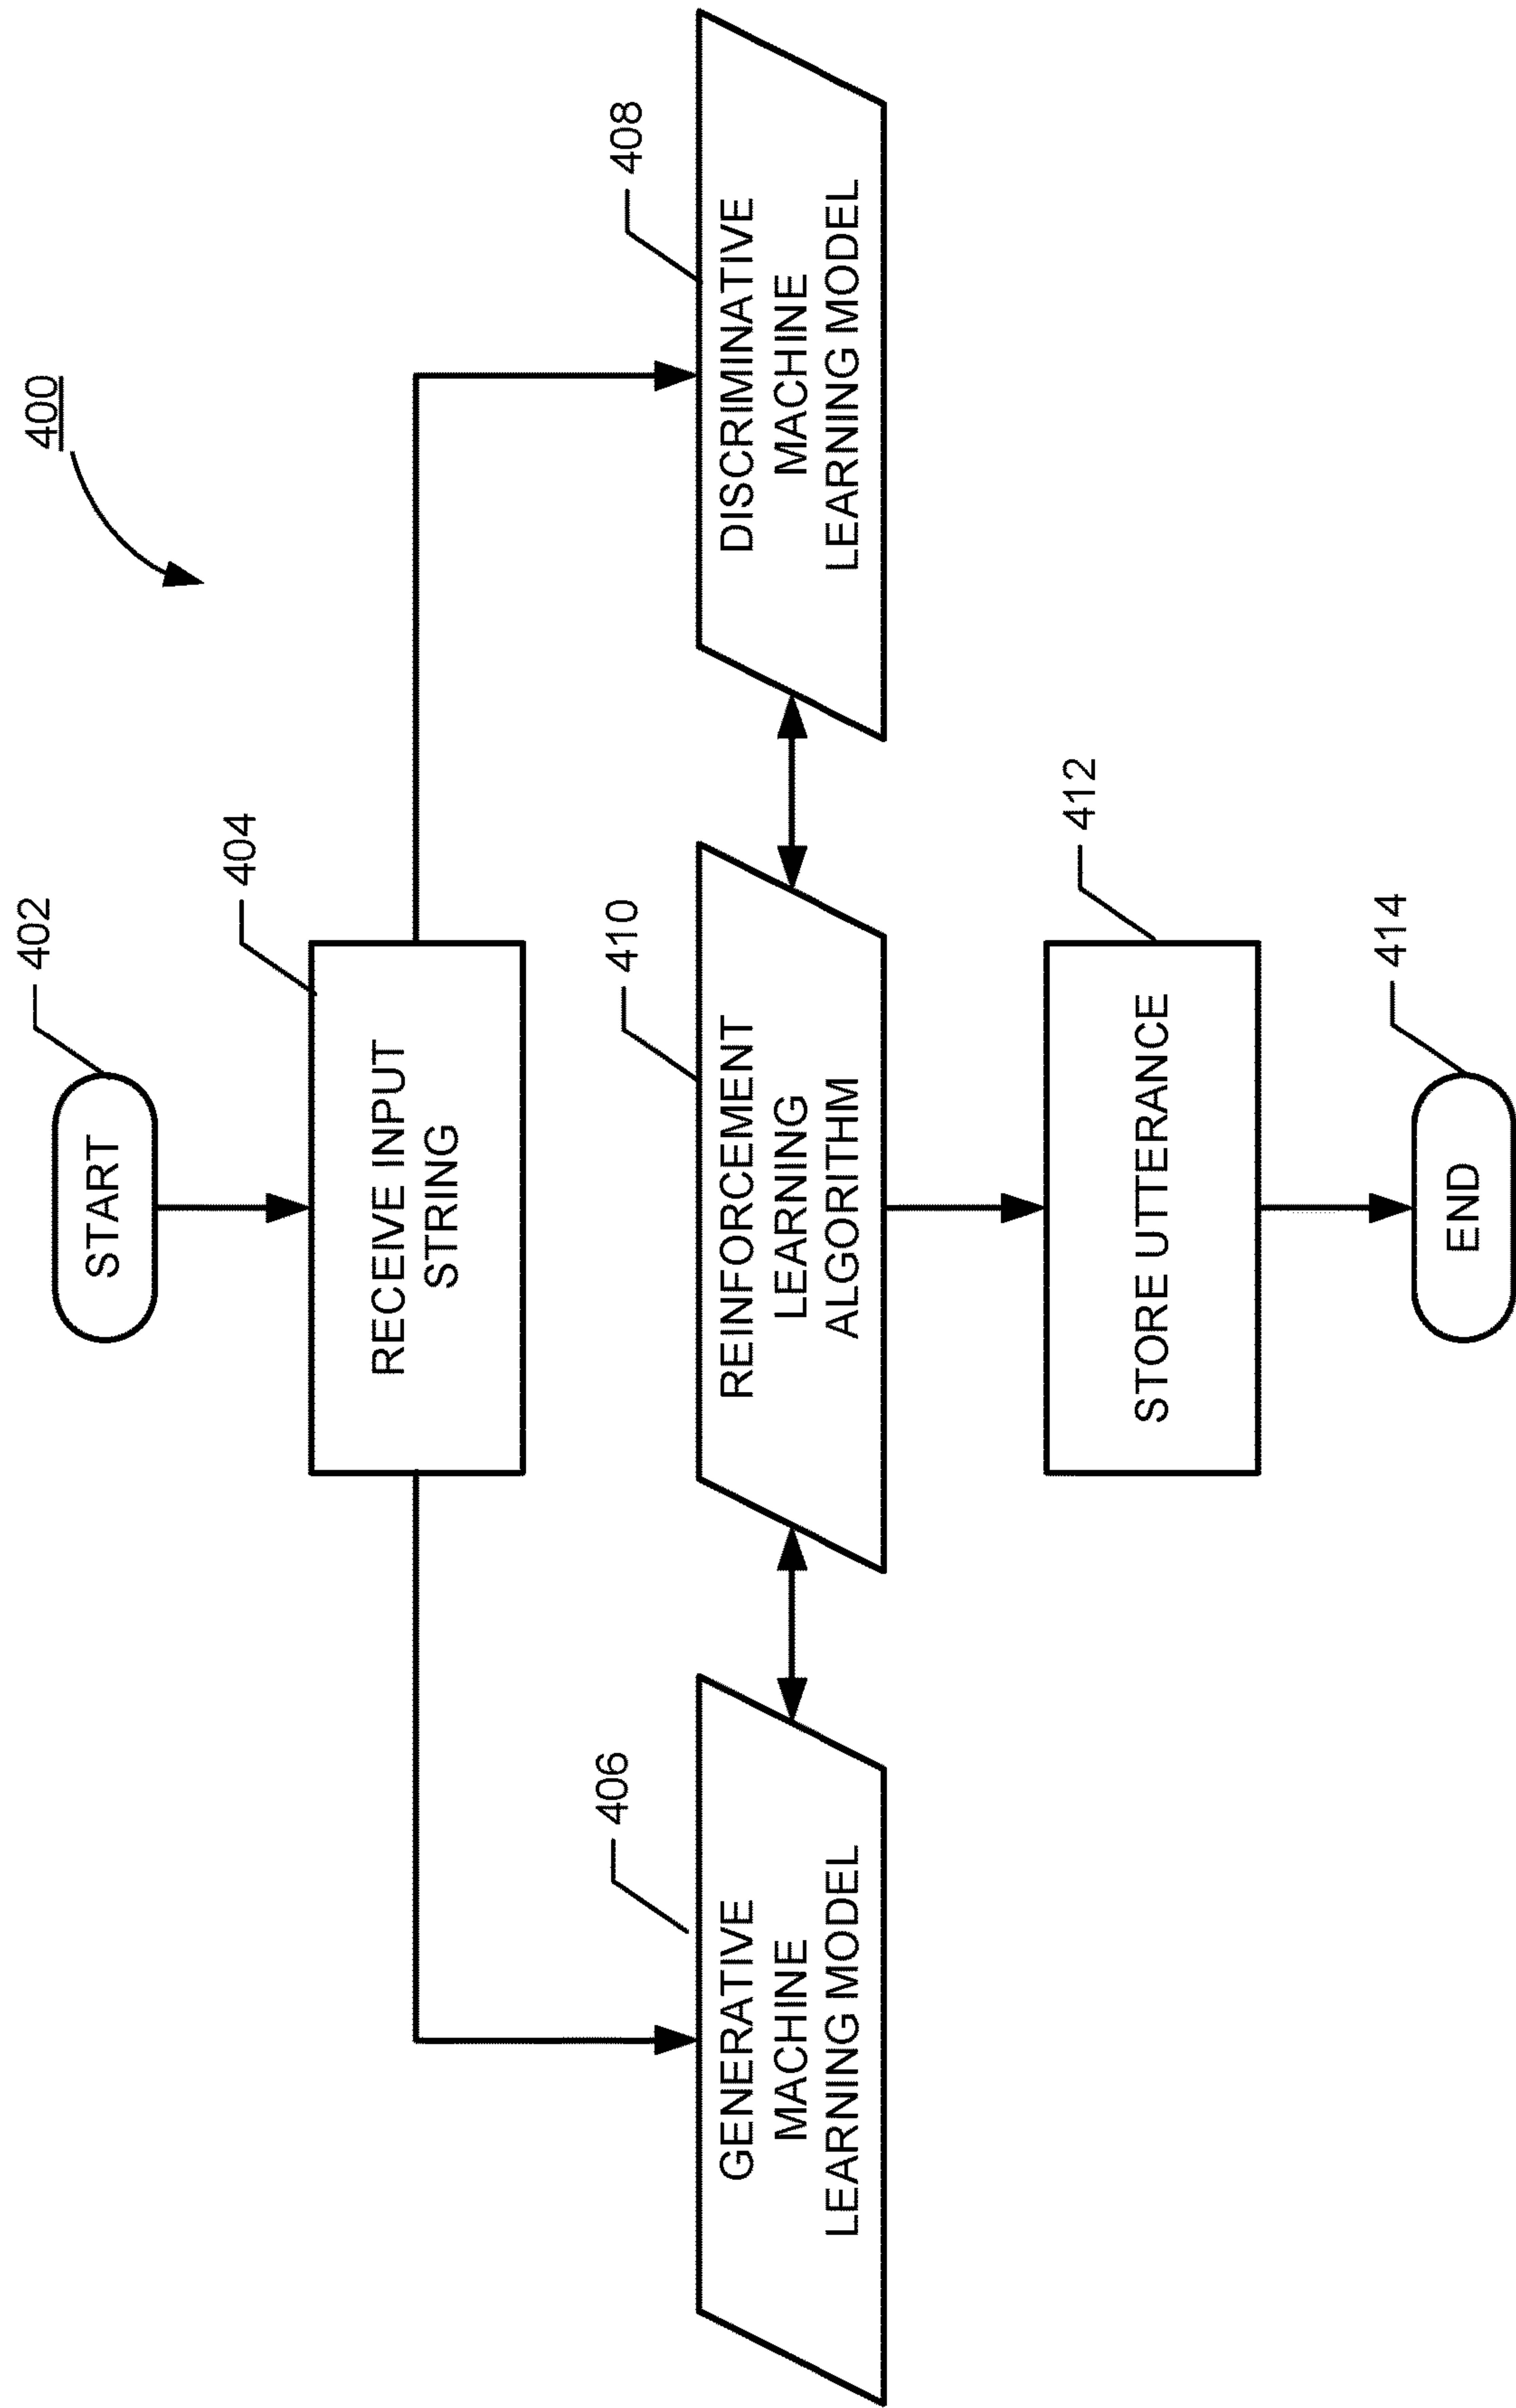 400
402
START
404
RECEIVE INPUT
STRING
406
GENERATIVE
MACHINE
LEARNING MODEL
410
REINFORCEMENT
LEARNING
ALGORITHM
408
DISCRIMINATIVE
MACHINE
LEARNING MODEL
412
STORE UTTERANCE
414
END